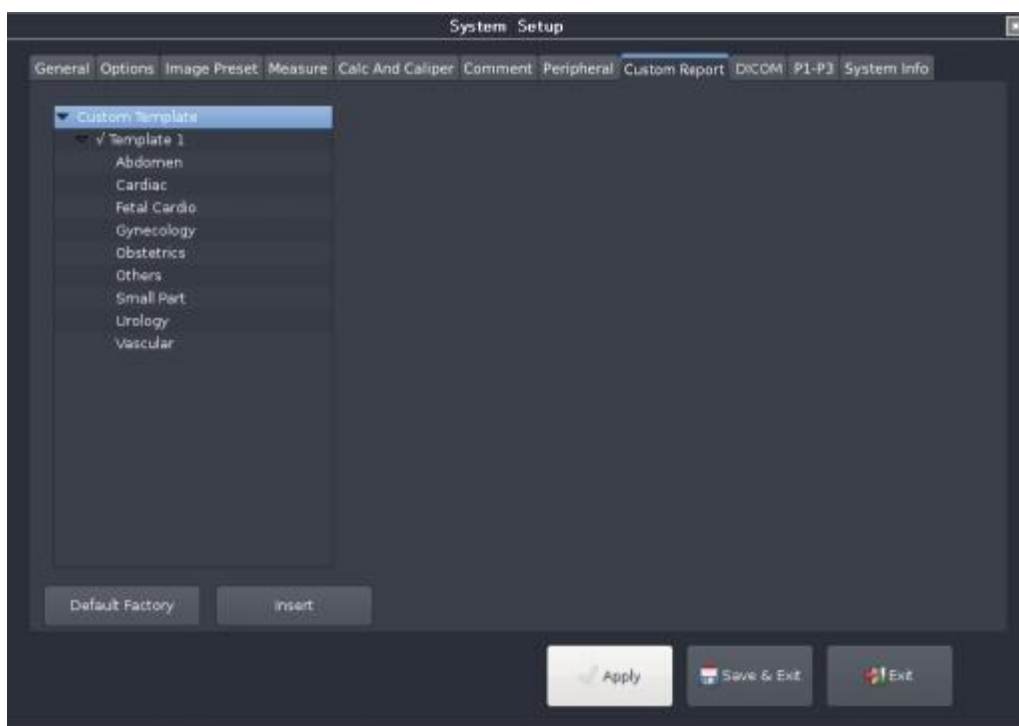 System Setup
General Options Image Preset Measure Calc And Caliper Comment Peripheral Custom Report DICOM P1-P3 System Info
Custom Template
√ Template 1
Abdomen
Cardiac
Fetal Cardio
Gynecology
Obstetrics
Others
Small Part
Urology
Vascular
Default Factory Insert
Apply Save & Exit Exit